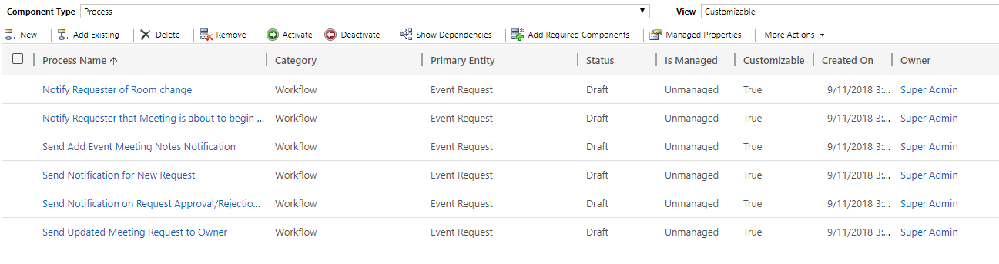 Component Type Process View Customizable
New Add Existing Delete Remove Activate Deactivate Show Dependencies Add Required Components Managed Properties More Actions
Process Name Category Primary Entity Status Is Managed Customizable Created On Owner
Notify Requester of Room change Workflow Event Request Draft Unmanaged True 9/11/2018 3:... Super Admin
Notify Requester that Meeting is about to begin ... Workflow Event Request Draft Unmanaged True 9/11/2018 3:... Super Admin
Send Add Event Meeting Notes Notification Workflow Event Request Draft Unmanaged True 9/11/2018 3:... Super Admin
Send Notification for New Request Workflow Event Request Draft Unmanaged True 9/11/2018 3:... Super Admin
Send Notification on Request Approval/Rejectio... Workflow Event Request Draft Unmanaged True 9/11/2018 3:... Super Admin
Send Updated Meeting Request to Owner Workflow Event Request Draft Unmanaged True 9/11/2018 3:... Super Admin